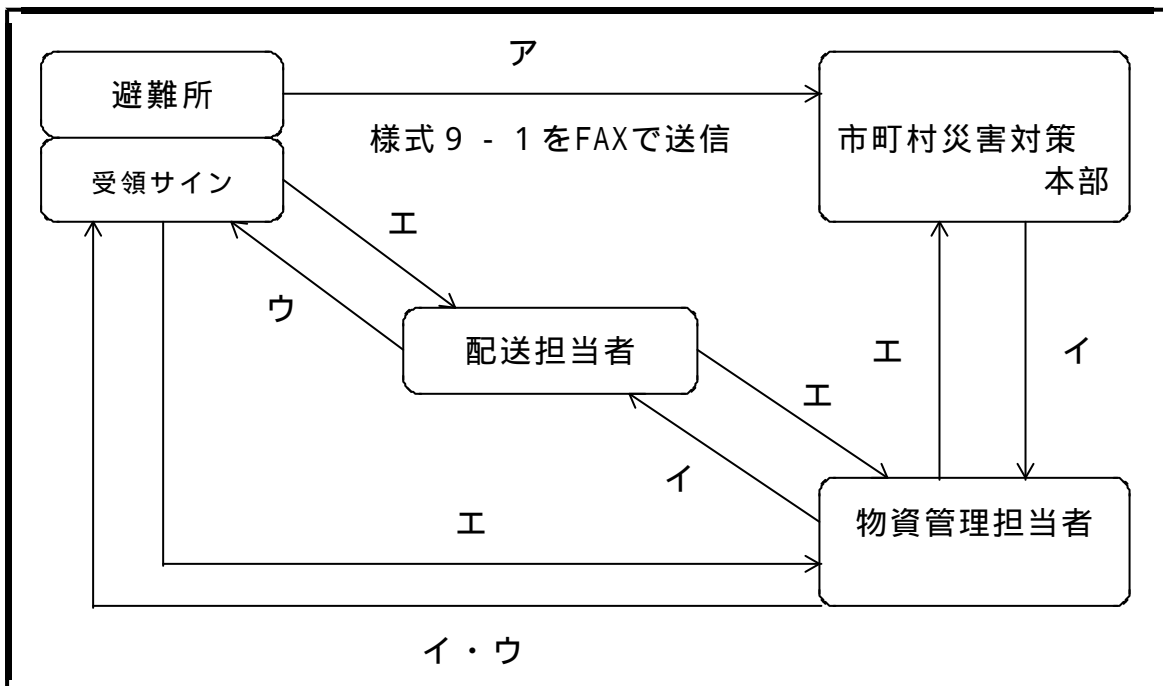 ア
避難所
様式９-１をFAXで送信
市町村災害対策
本部
受領サイン
エ
ウ
配送担当者
エ
イ
エ
イ
物資管理担当者
エ
イ・ウ